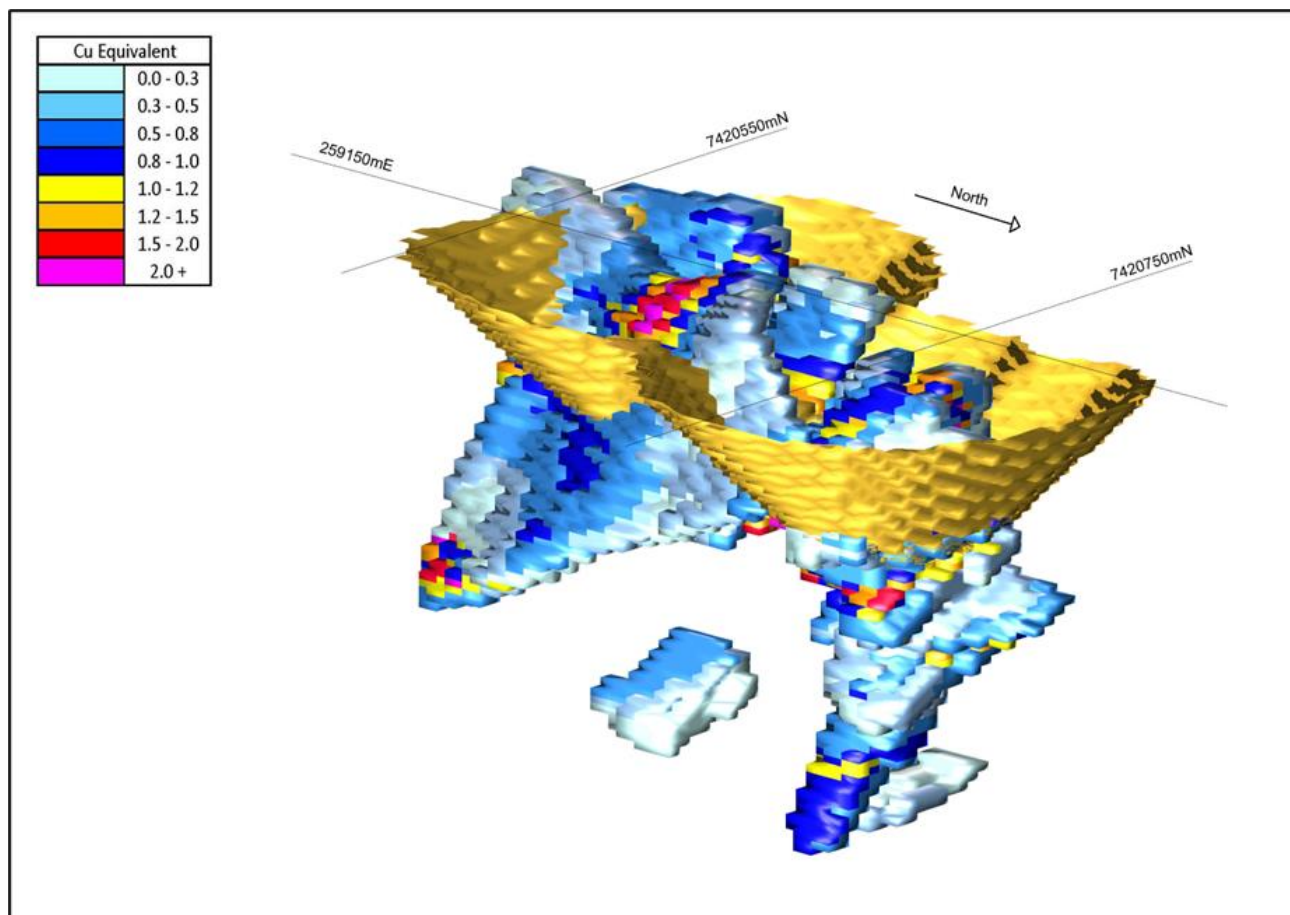 Cu Equivalent
0.0 - 0.3
0.3 - 0.5
0.5 - 0.8
0.8 - 1.0
1.0 - 1.2
1.2 - 1.5
1.5 - 2.0
2.0 +
7420550mN
259150mE
North
7420750mN